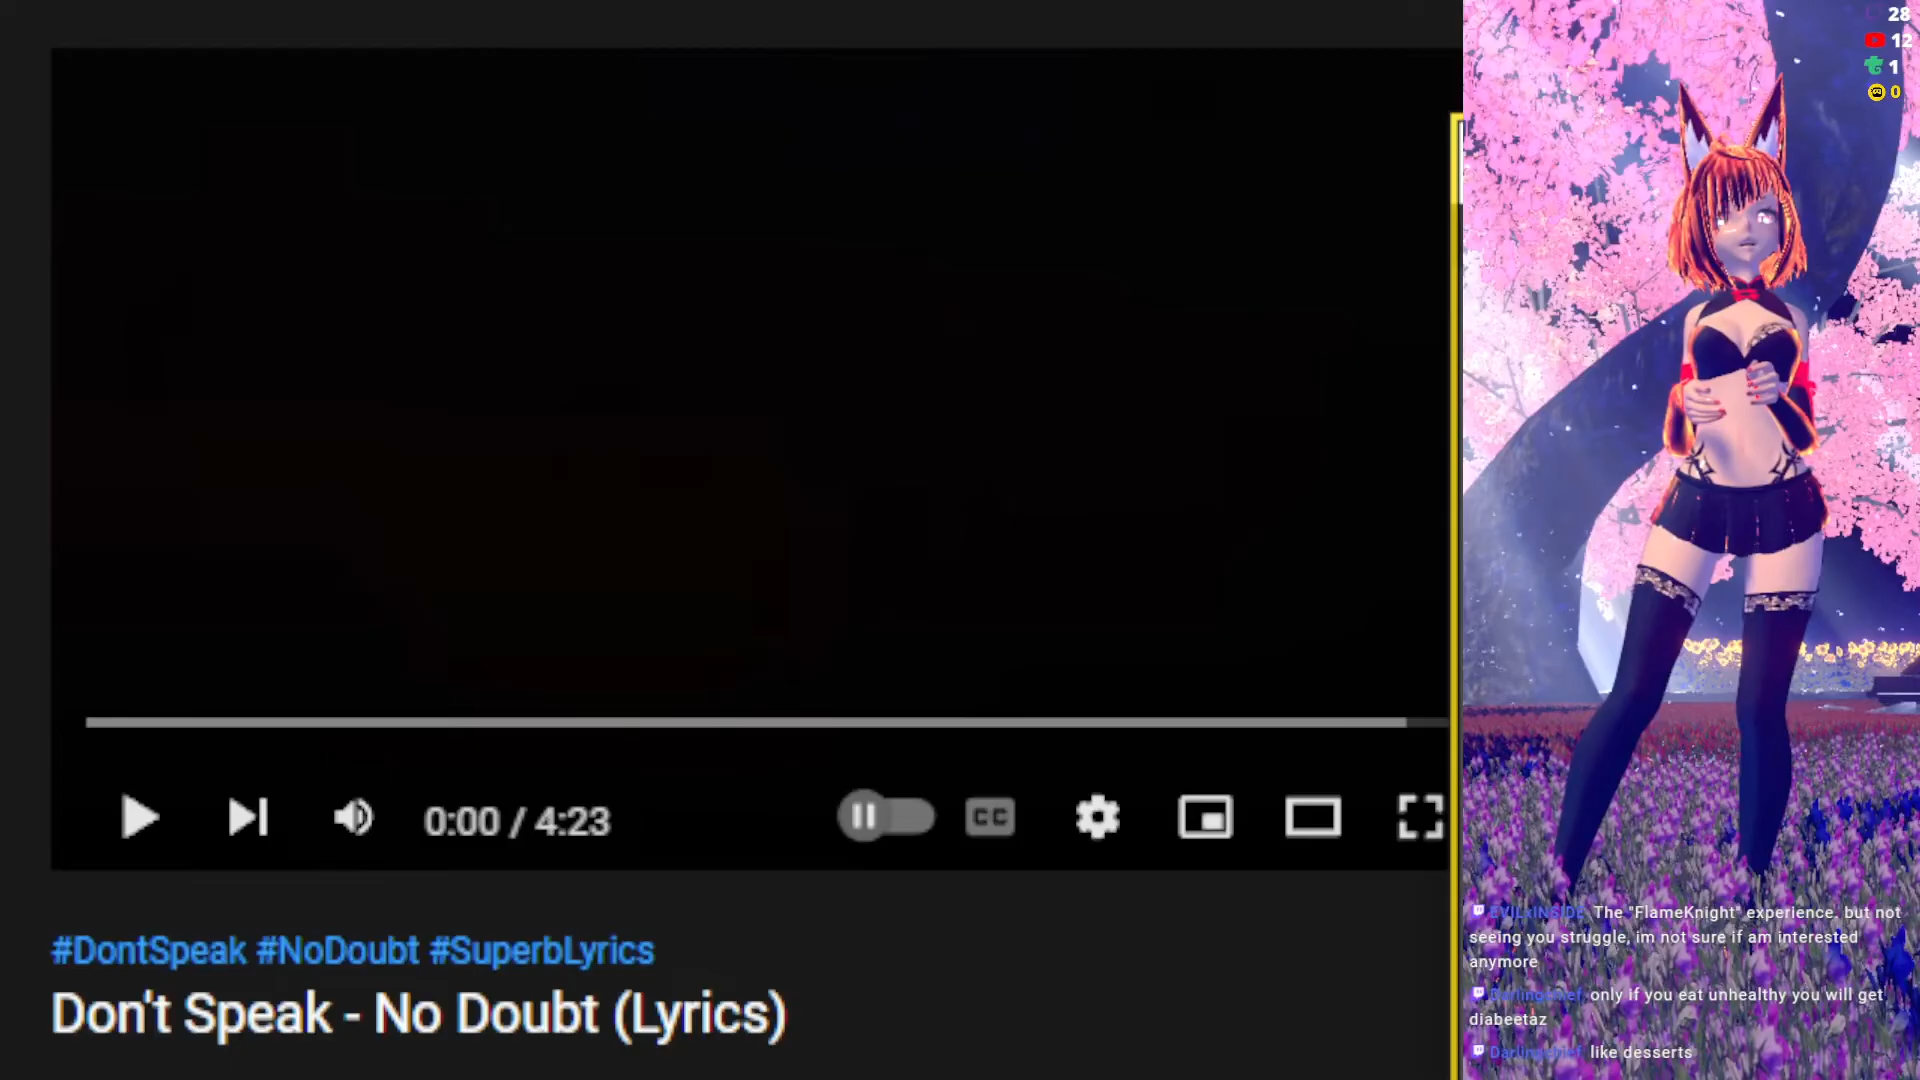 28
12
1
0
0:00 / 4:23
CC
#DontSpeak #NoDoubt #SuperbLyrics
Don't Speak - No Doubt (Lyrics)
EVILxINSIDE The "FlameKnight" experience. but not
seeing you struggle, im not sure if am interested
anymore
only if you eat unhealthy you will get
diabeetaz
like desserts